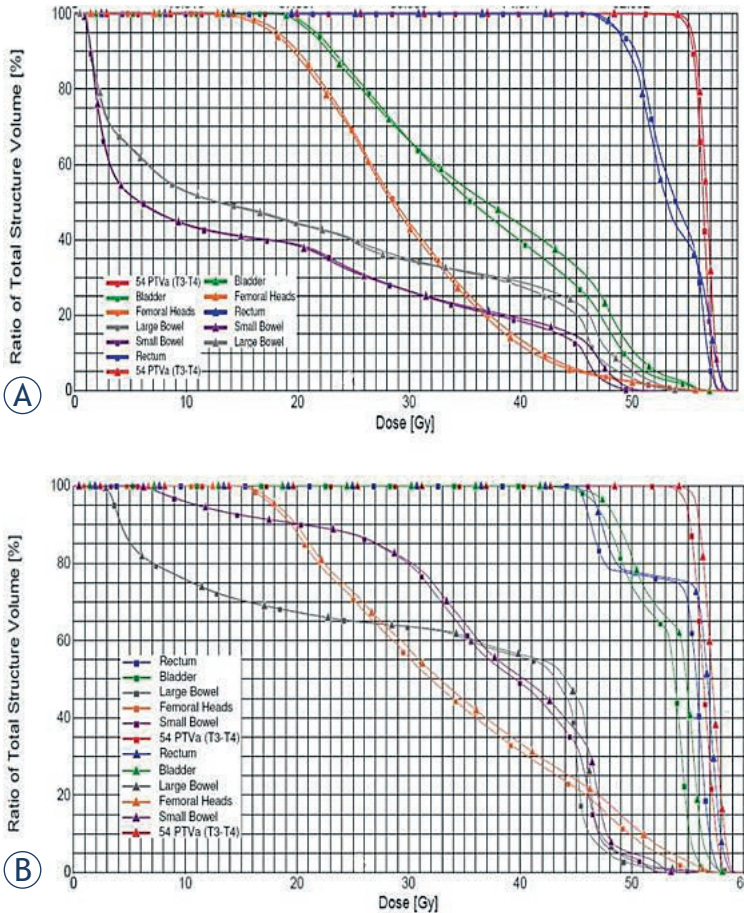 100
80
60
40
20
0
Ratio of Total Structure Volume [%]
54 PTVa (T3-T4)
Bladder
Femoral Heads
Large Bowel
Small Bowel
Rectum
54 PTVa (T3-T4)
Bladder
Femoral Heads
Rectum
Small Bowel
Large Bowel
0 10 20 30 40 50 60
Dose [Gy]
A
100
80
60
40
20
0
Ratio of Total Structure Volume [%]
Rectum
Bladder
Large Bowel
Femoral Heads
Small Bowel
54 PTVa (T3-T4)
Rectum
Bladder
Large Bowel
Femoral Heads
Small Bowel
54 PTVa (T3-T4)
0 10 20 30 40 50 6
Dose [Gy]
B